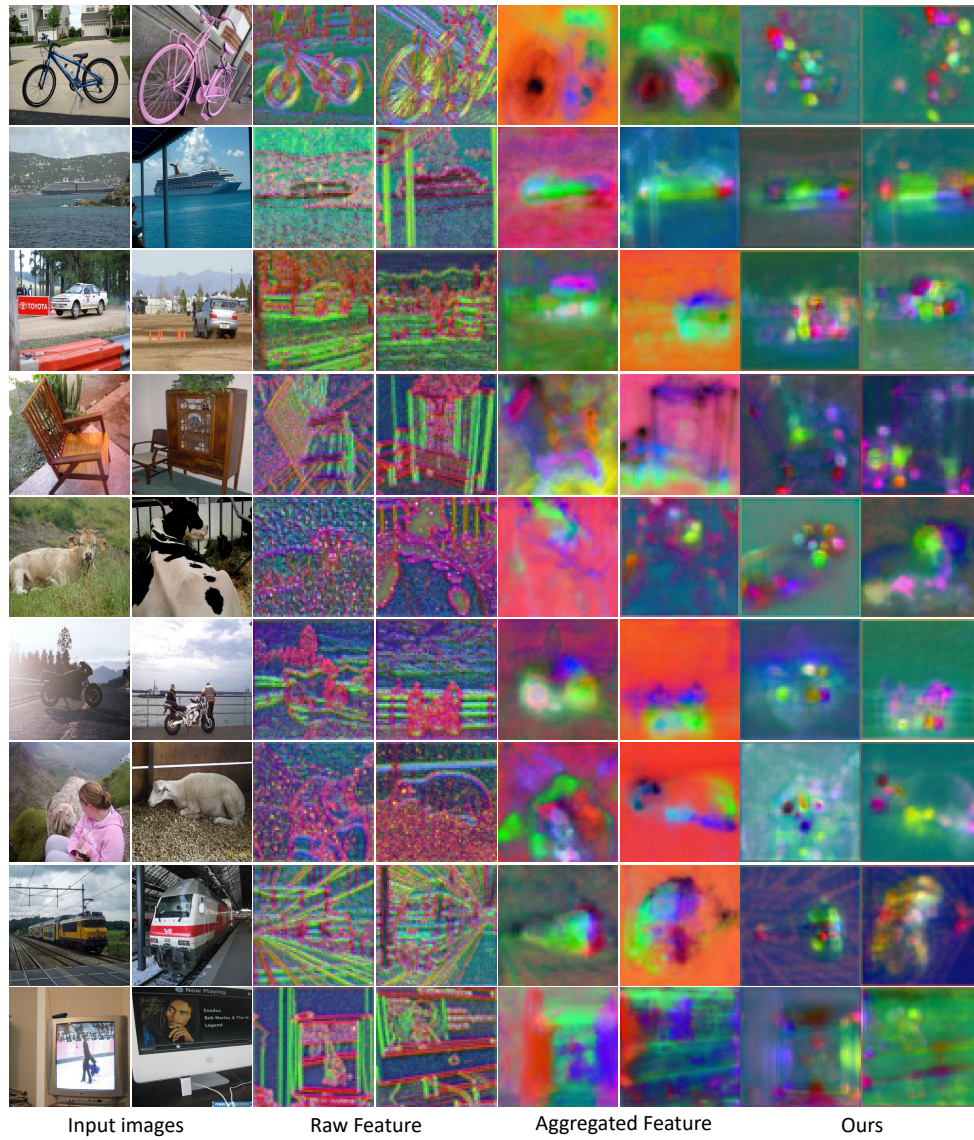 TOYOTA
Now Playing
Exodus
Bob Marley & The W
Legend
Input images Raw Feature Aggregated Feature Ours